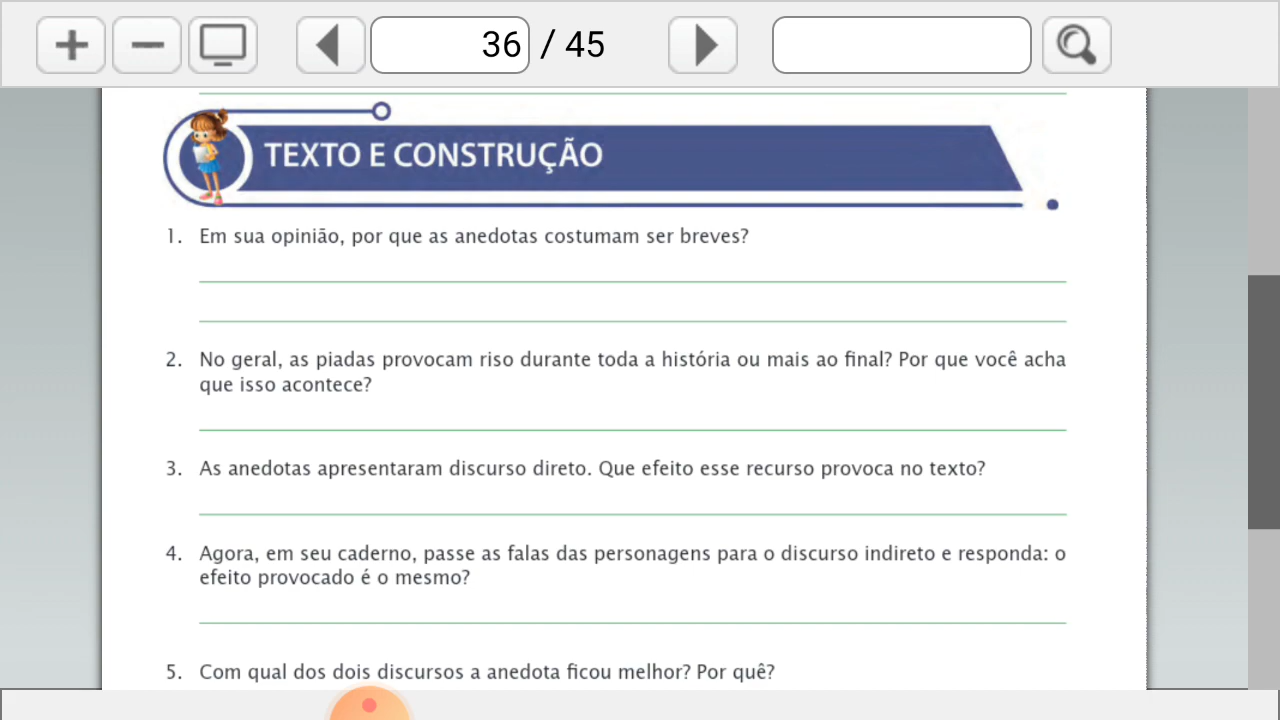 36 / 45
TEXTO E CONSTRUÇÃO
1. Em sua opinião, por que as anedotas costumam ser breves?
2. No geral, as piadas provocam riso durante toda a história ou mais ao final? Por que você acha
que isso acontece?
3. As anedotas apresentaram discurso direto. Que efeito esse recurso provoca no texto?
4. Agora, em seu caderno, passe as falas das personagens para o discurso indireto e responda: o
efeito provocado é o mesmo?
5. Com qual dos dois discursos a anedota ficou melhor? Por quê?